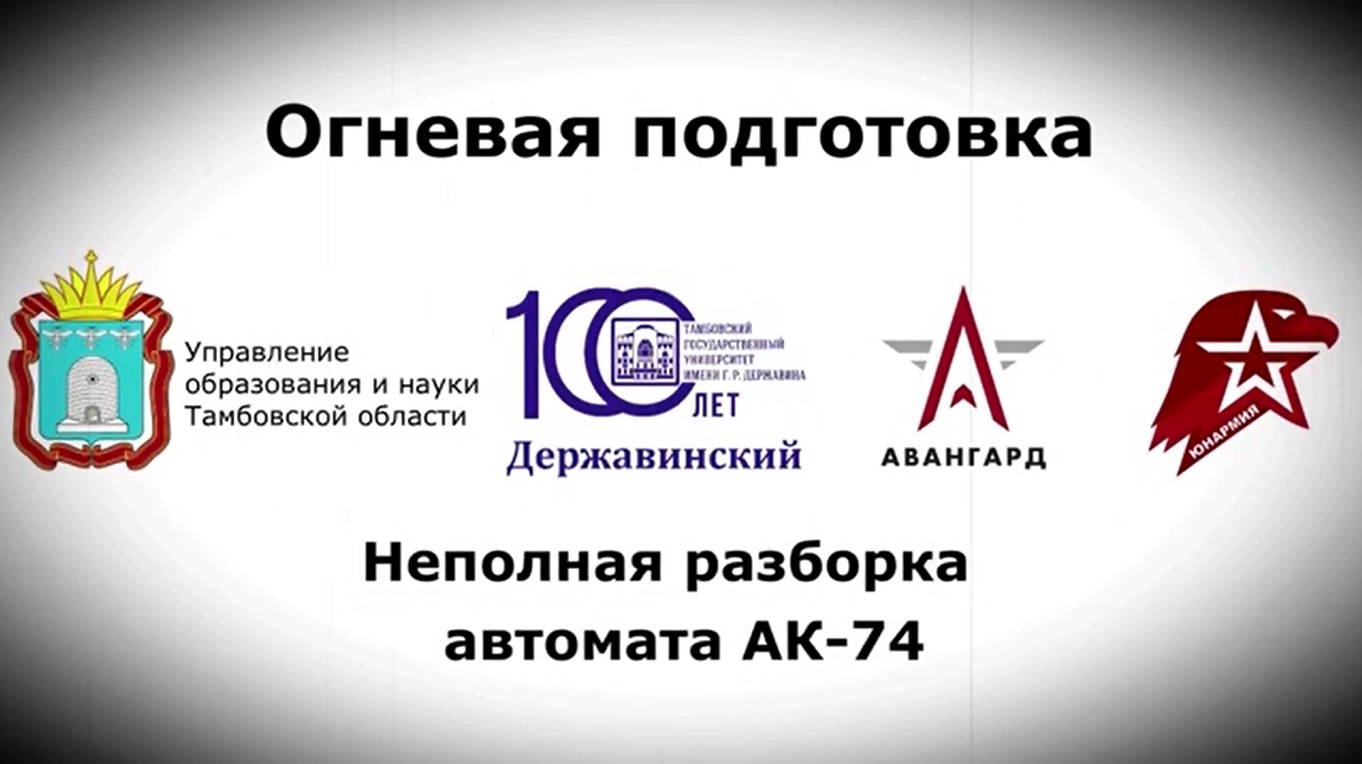 Огневая подготовка
Управление
образования и науки
Тамбовской области
100
ТАМБОВСКИЙ
ГОСУДАРСТВЕННЫЙ
УНИВЕРСИТЕТ
ИМЕНИ Г. Р. ДЕРЖАВИНА
ЛЕТ
Державинский
АВАНГАРД
ЮНАРМИЯ
Неполная разборка
автомата АК-74